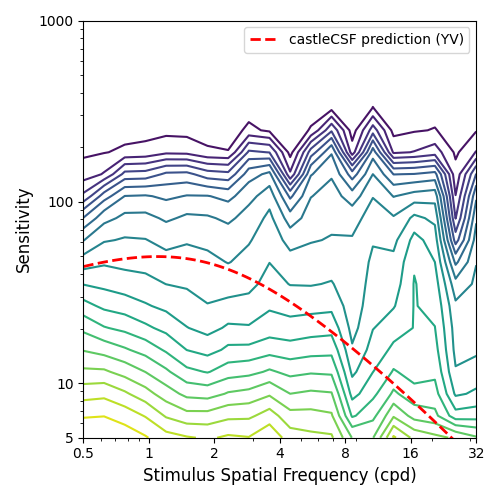 1000
castleCSF prediction (YV)
100
10
5
Sensitivity
0.5 1 2 4 8 16 32
Stimulus Spatial Frequency (cpd)